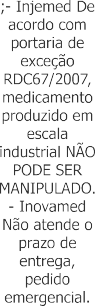 ;- Injemed De
acordo com
portaria de
exceção
RDC67/2007,
medicamento
produzido em
escala
industrial NÃO
PODE SER
MANIPULADO.
- Inovamed
Não atende o
prazo de
entrega,
pedido
emergencial.